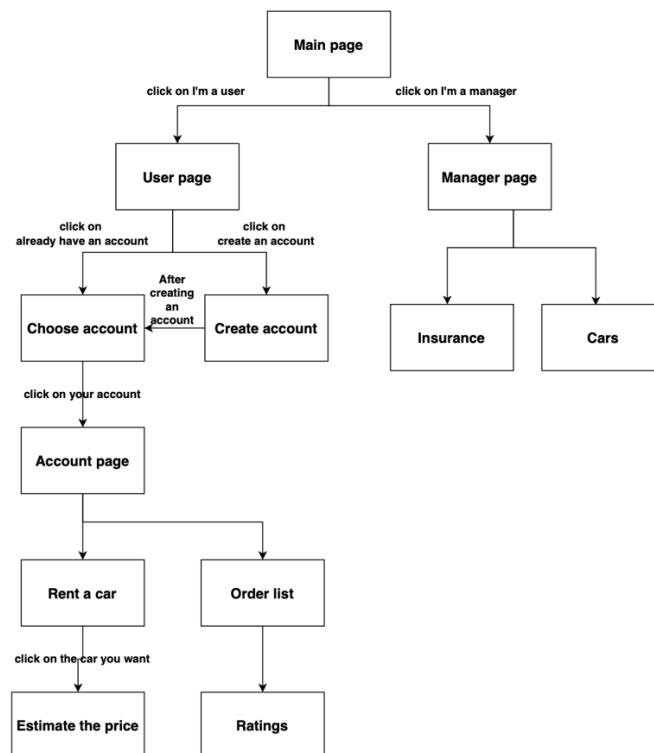 Main page
click on I'm a user
click on I'm a manager
User page
Manager page
click on
already have an account
click on
create an account
After
creating
an
account
Choose account
Create account
Insurance
Cars
click on your account
Account page
Rent a car
Order list
click on the car you want
Estimate the price
Ratings